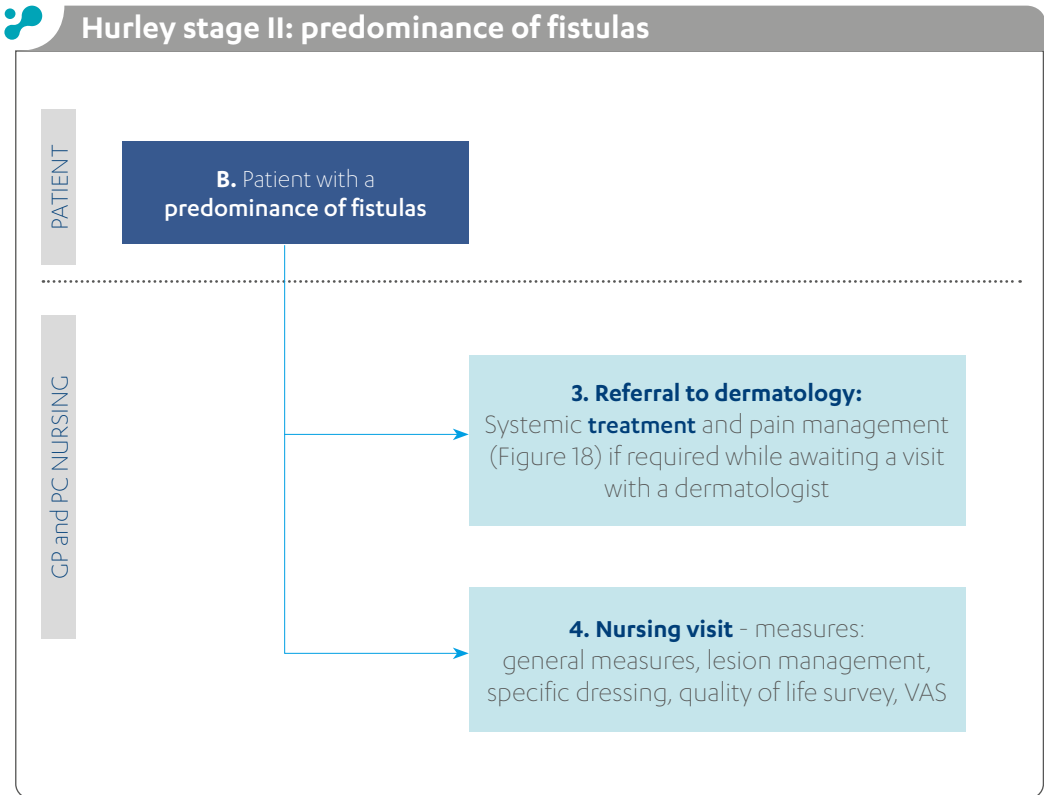 Hurley stage II: predominance of fistulas
PATIENT
B. Patient with a
predominance of fistulas
GP and PC NURSING
3. Referral to dermatology:
Systemic treatment and pain management
(Figure 18) if required while awaiting a visit
with a dermatologist
4. Nursing visit - measures:
general measures, lesion management,
specific dressing, quality of life survey, VAS